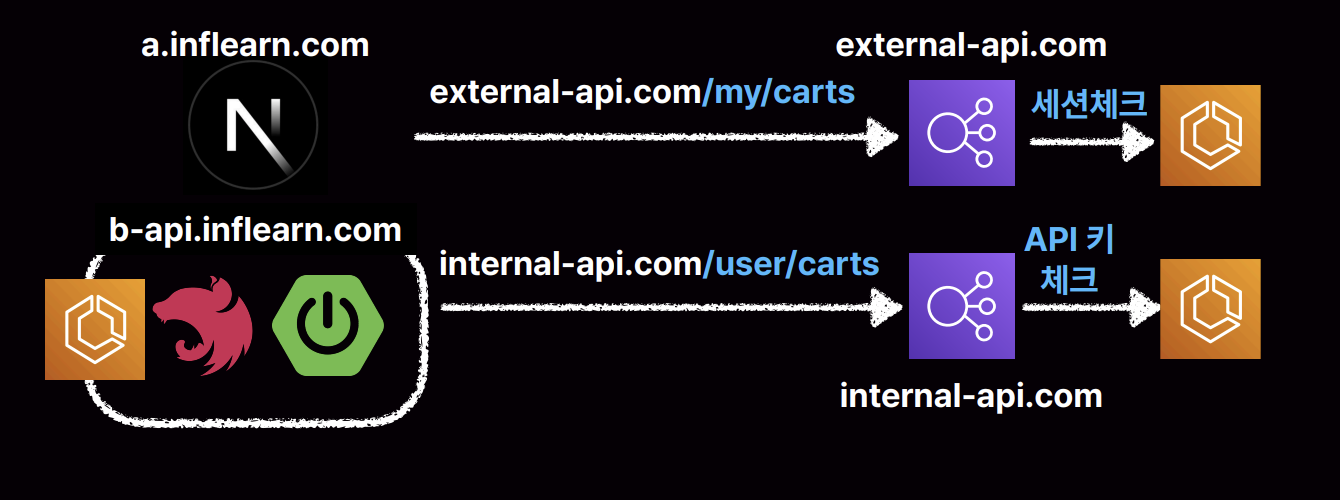 a.inflearn.com
external-api.com/my/carts
external-api.com
세션체크
b-api.inflearn.com
internal-api.com/user/carts
API 키
체크
internal-api.com